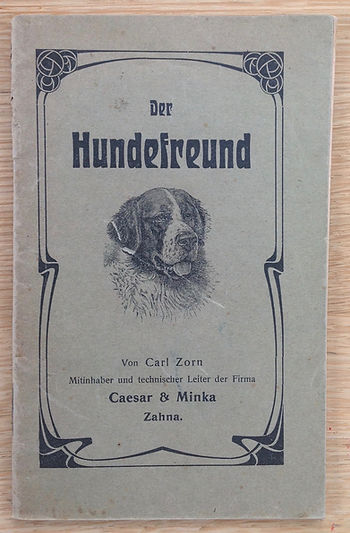 Der
Hundefreund
Von Carl Zorn
Mitinhaber und technischer Leiter der Firma
Caesar & Minka
Zahna.